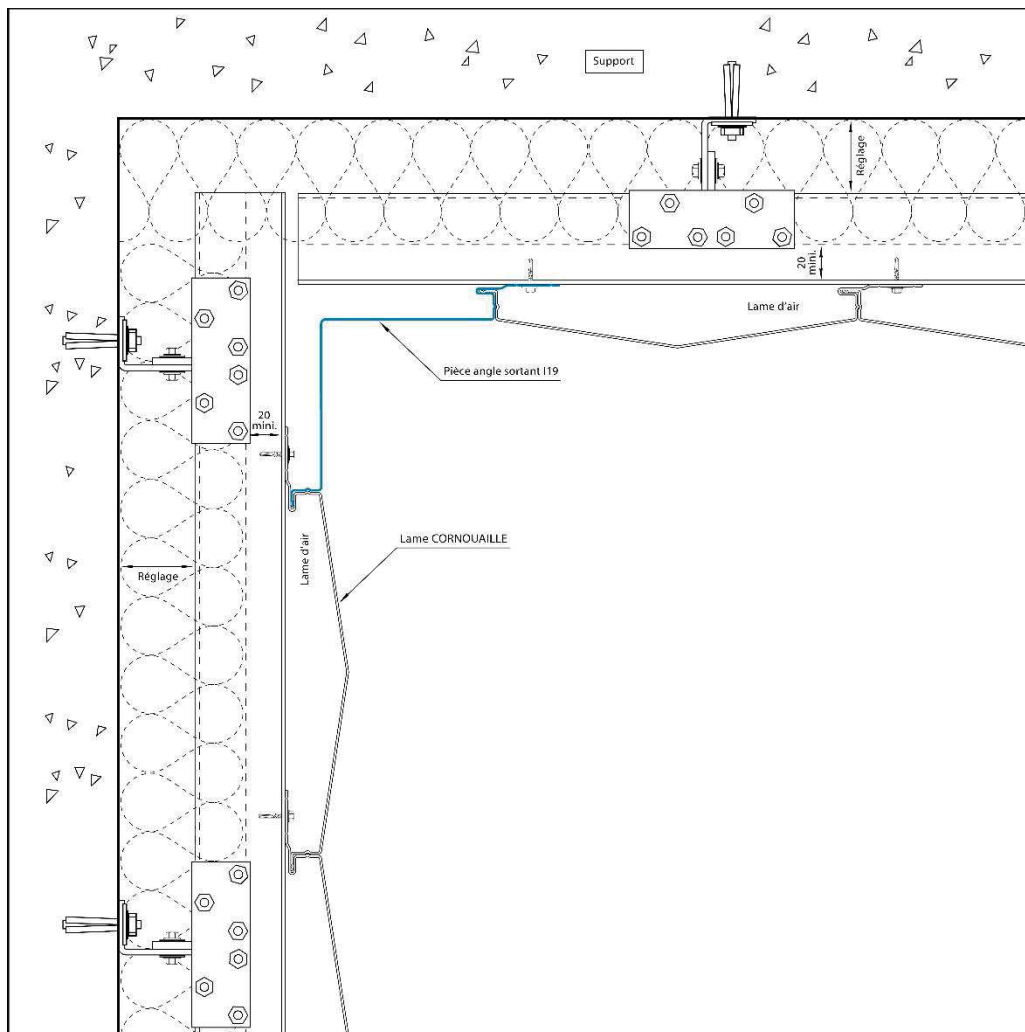 Support
Réglage
20
mini.
Lame d'air
Pièce angle sortant I19
20
mini.
Lame d'air
Lame CORNOUAILLE
Réglage